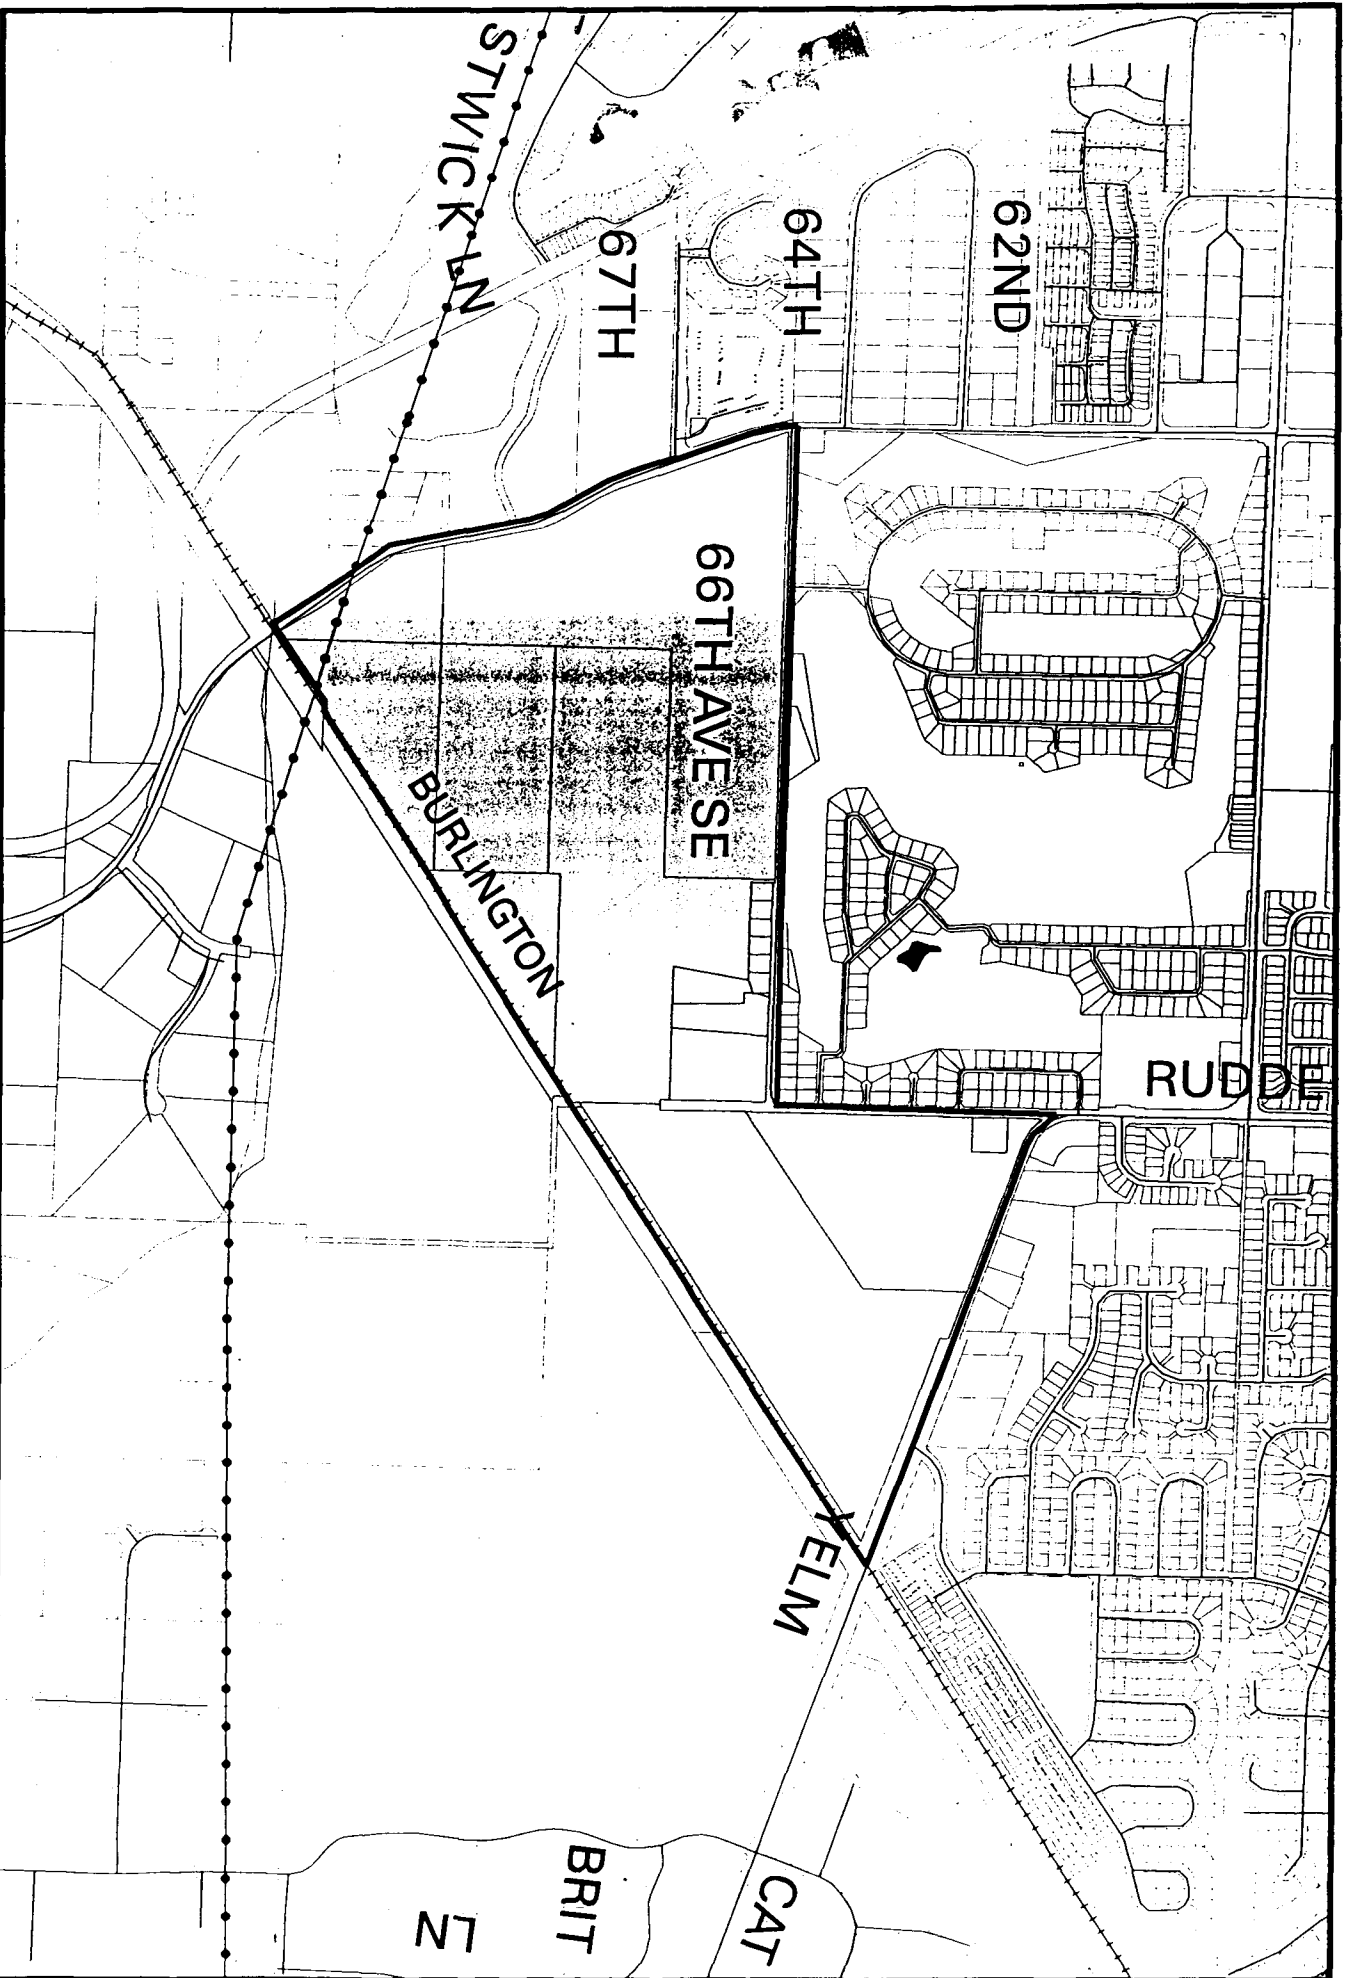 STWICK LN
67TH
64TH
62ND
66TH AVE SE
BURLINGTON
RUDDE
YELM
CAT
BRIT
LN